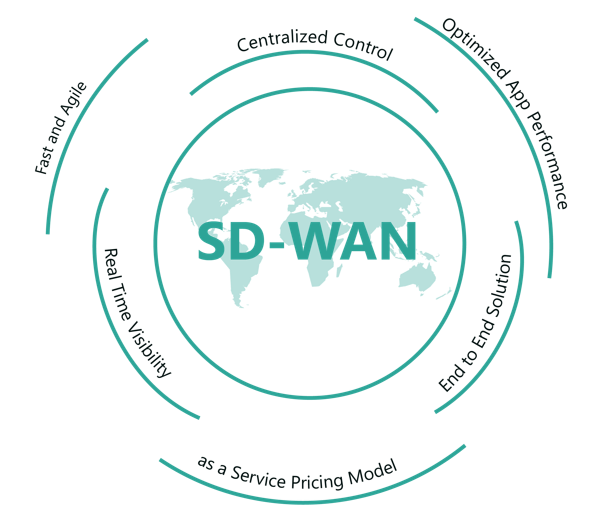 Centralized Control
Optimized App Performance
Fast and Agile
SD-WAN
Real Time Visibility
End to End Solution
as a Service Pricing Model